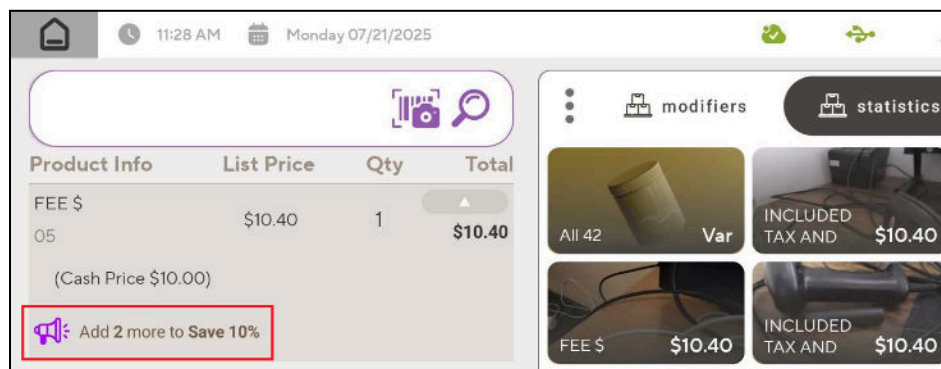 11:28 AM Monday 07/21/2025
modifiers
statistics
Product Info List Price Qty Total
FEE $ $10.40 1 $10.40
05
(Cash Price $10.00)
Add 2 more to Save 10%
All 42 Var
INCLUDED
TAX AND $10.40
FEE $ $10.40
INCLUDED
TAX AND $10.40